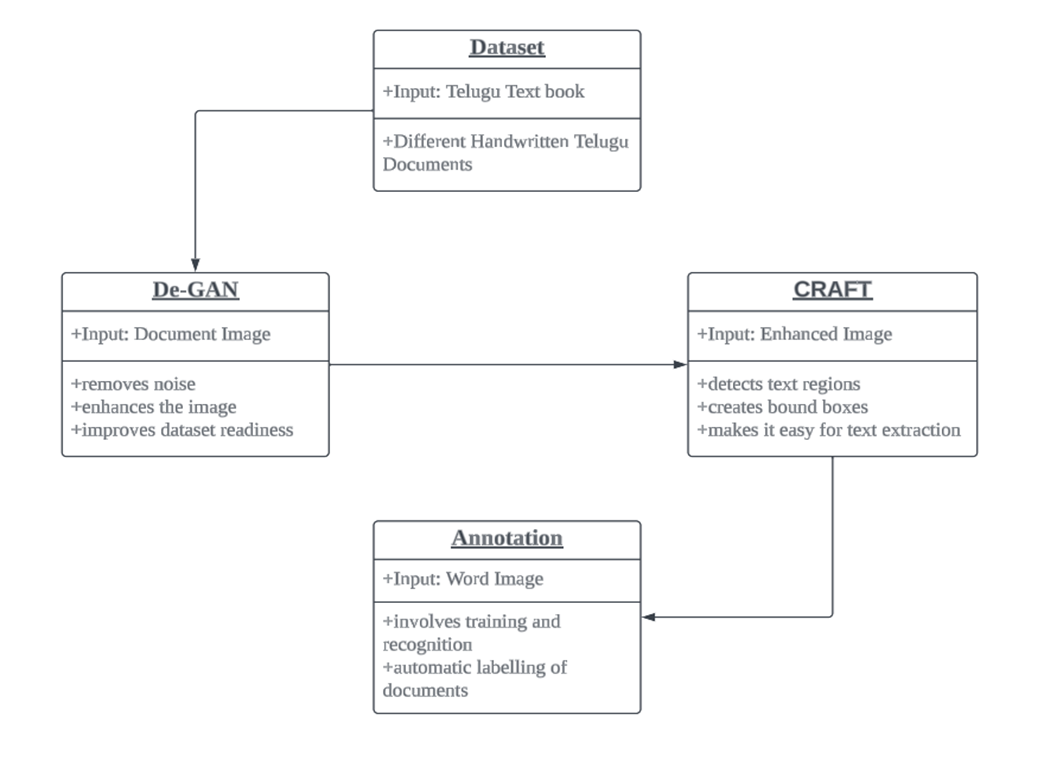 Dataset
+Input: Telugu Text book
+Different Handwritten Telugu
Documents
De-GAN
+Input: Document Image
+removes noise
+enhances the image
+improves dataset readiness
CRAFT
+Input: Enhanced Image
+detects text regions
+creates bound boxes
+makes it easy for text extraction
Annotation
+Input: Word Image
+involves training and
recognition
+automatic labelling of
documents